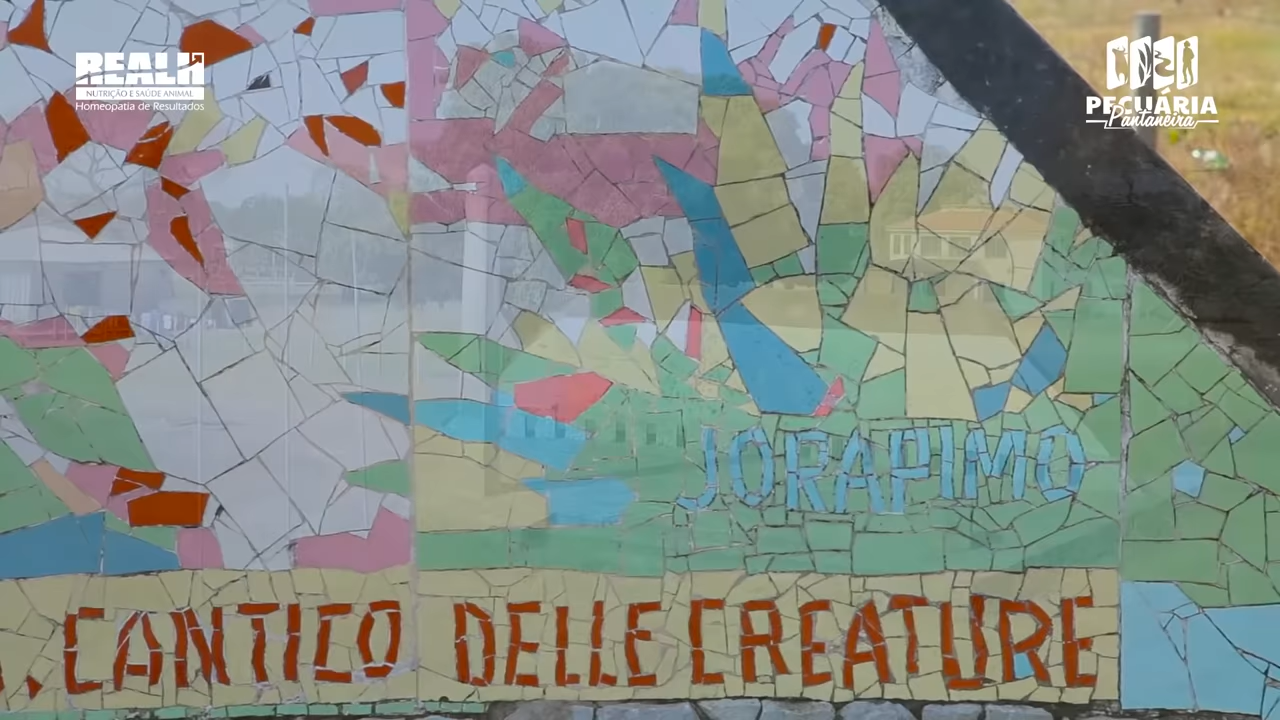 REALH
NUTRIÇÃO E SAÚDE ANIMAL
Homeopatia de Resultados
PECUÁRIA
Pantaneira
JORAPIMO
. CANTICO DELLE CREATURE